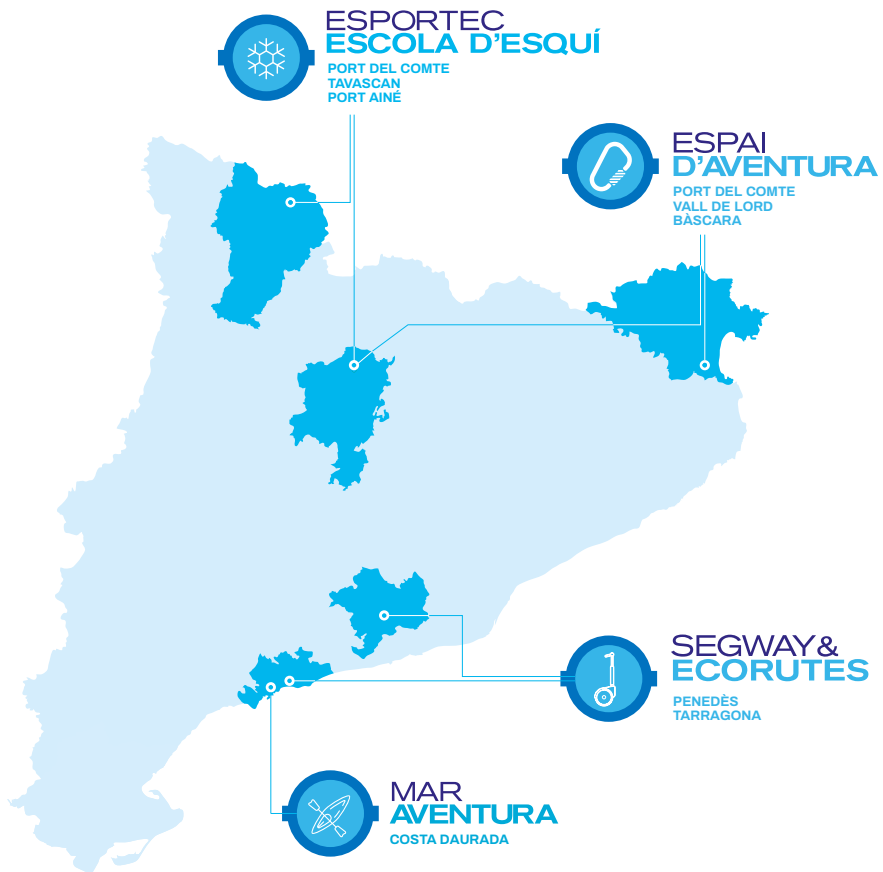 ESPORTEC
ESCOLA D'ESQUÍ
PORT DEL COMTE
TAVASCAN
PORT AINÉ
ESPAI
D'AVENTURA
PORT DEL COMTE
VALL DE LORD
BÀSCARA
SEGWAY&
ECORUTES
PENEDÈS
TARRAGONA
MAR
AVENTURA
COSTA DAURADA